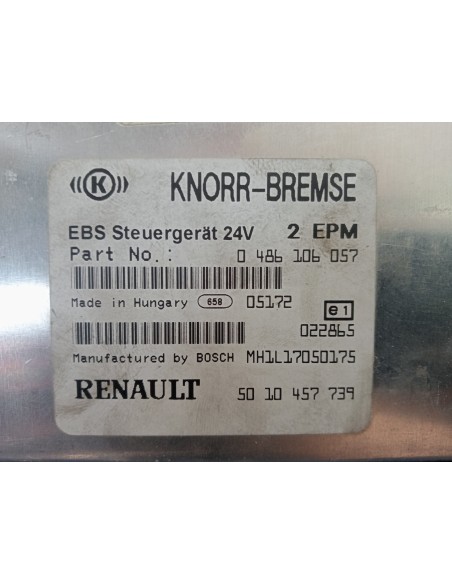 ((K)) KNORR-BREMSE
EBS Steuergerät 24V 2 EPM
Part No.: 0 486 106 057
Made in Hungary 658 05172 e1
022865
Manufactured by BOSCH MH1L17050175
RENAULT 50 10 457 739